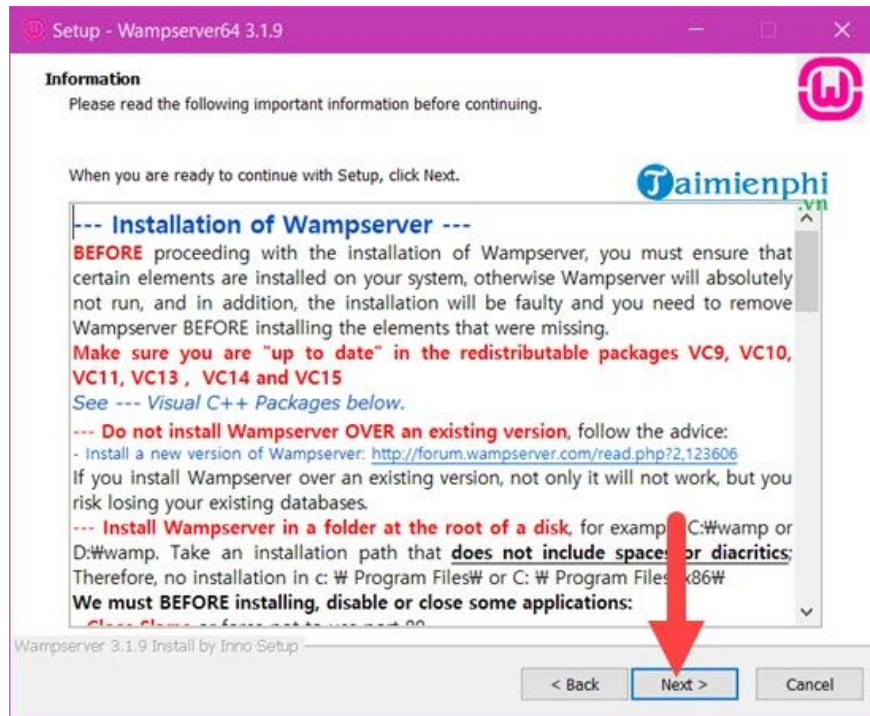 Setup - Wampserver64 3.1.9
Information
Please read the following important information before continuing.
When you are ready to continue with Setup, click Next.
Taimienphi
.vn
--- Installation of Wampserver ---
BEFORE proceeding with the installation of Wampserver, you must ensure that
certain elements are installed on your system, otherwise Wampserver will absolutely
not run, and in addition, the installation will be faulty and you need to remove
Wampserver BEFORE installing the elements that were missing.
Make sure you are "up to date" in the redistributable packages VC9, VC10,
VC11, VC13 , VC14 and VC15
See --- Visual C++ Packages below.
--- Do not install Wampserver OVER an existing version, follow the advice:
- Install a new version of Wampserver: http://forum.wampserver.com/read.php?2,123606
If you install Wampserver over an existing version, not only it will not work, but you
risk losing your existing databases.
--- Install Wampserver in a folder at the root of a disk, for example C:₩wamp or
D:₩wamp. Take an installation path that does not include spaces or diacritics;
Therefore, no installation in c: ₩ Program Files₩ or C: ₩ Program Files x86₩
We must BEFORE installing, disable or close some applications:
Wampserver 3.1.9 Install by Inno Setup
< Back
Next >
Cancel